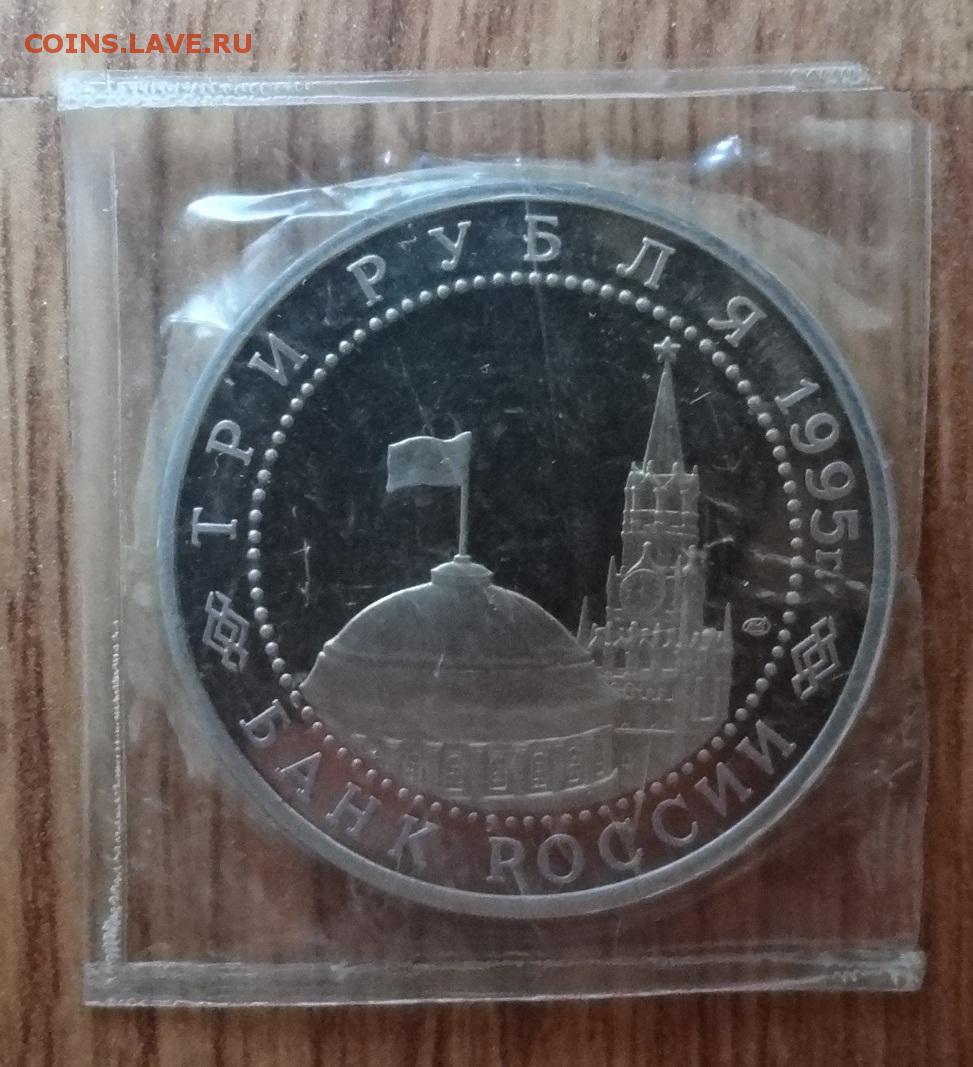 COINS.LAVE.RU
ТРИ РУБЛЯ 1995г.
БАНК РОССИИ